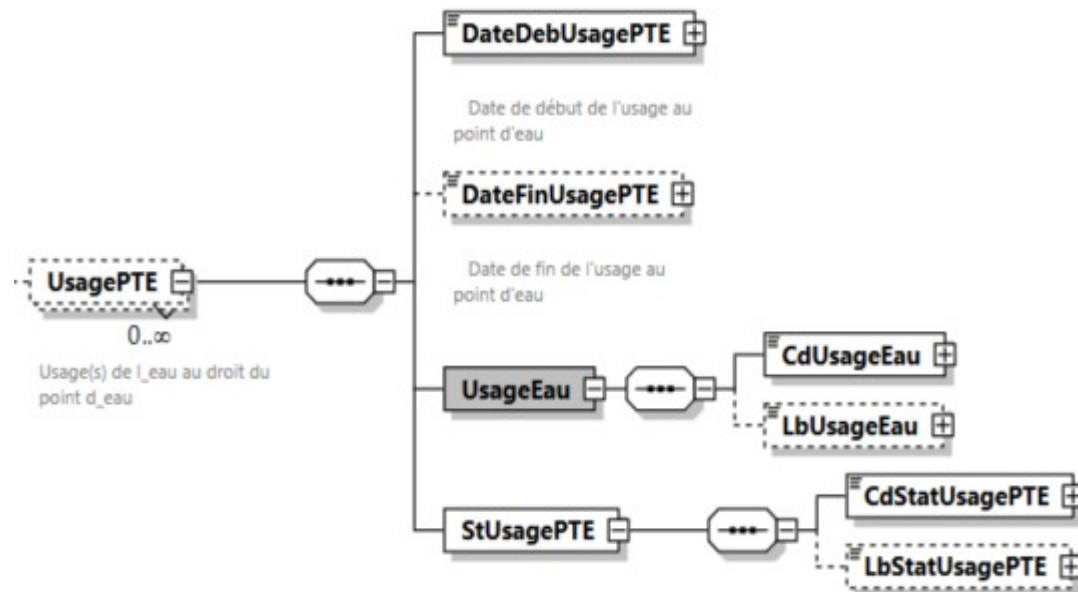 DateDebUsagePTE
Date de début de l'usage au
point d'eau
DateFinUsagePTE
Date de fin de l'usage au
point d'eau
UsagePTE
0..∞
Usage(s) de l_eau au droit du
point d_eau
UsageEau
CdUsageEau
LbUsageEau
StUsagePTE
CdStatUsagePTE
LbStatUsagePTE